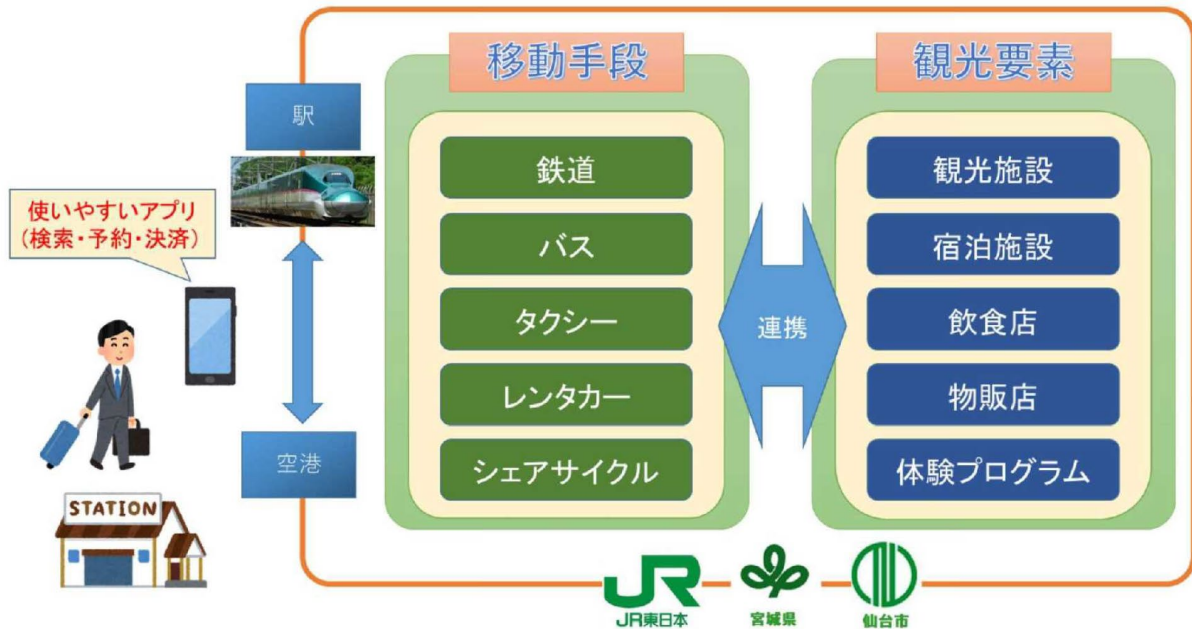 移動手段
観光要素
駅
鉄道
バス
タクシー
レンタカー
シェアサイクル
連携
観光施設
宿泊施設
飲食店
物販店
体験プログラム
使いやすいアプリ
(検索・予約・決済)
空港
STATION
JR
JR東日本
宮城県
仙台市